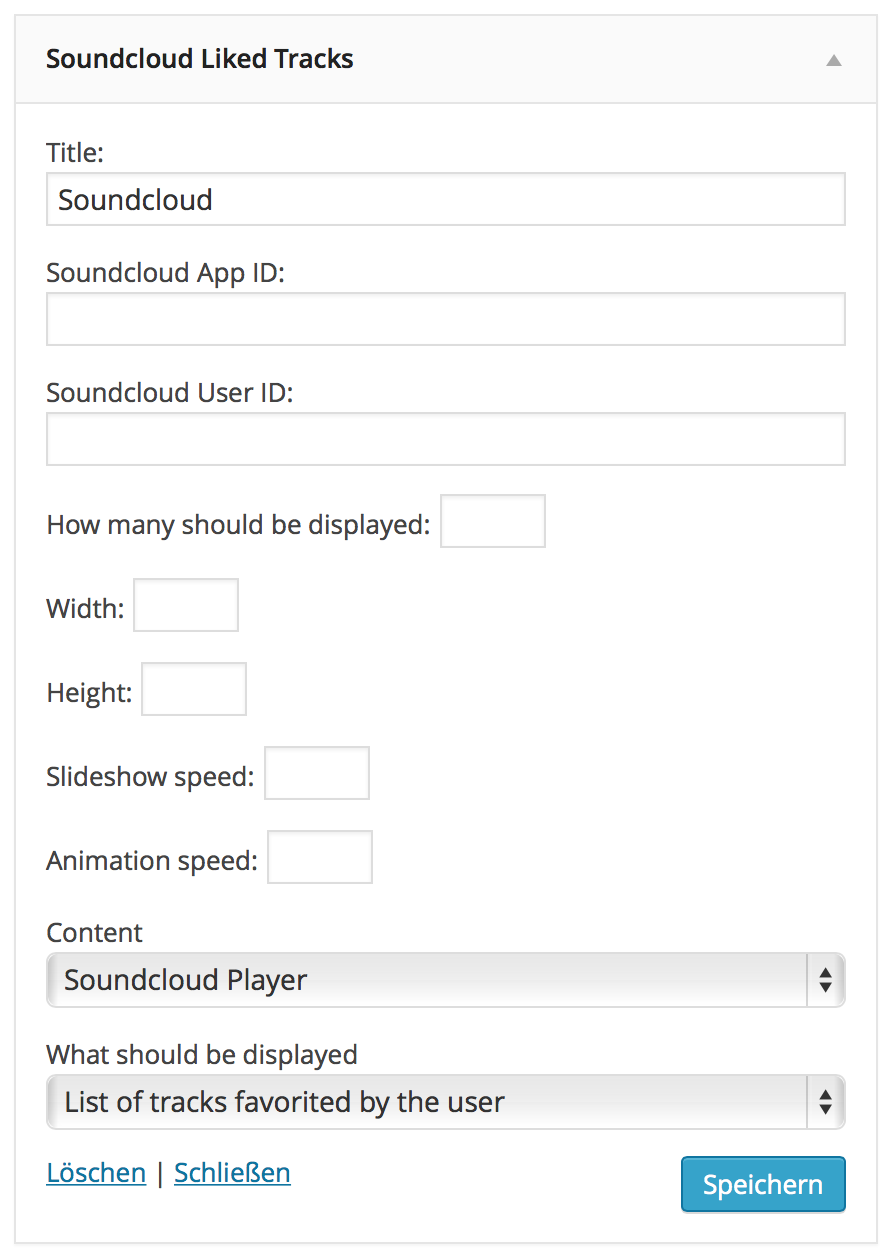 Soundcloud Liked Tracks
Title:
Soundcloud
Soundcloud App ID:
Soundcloud User ID:
How many should be displayed:
Width:
Height:
Slideshow speed:
Animation speed:
Content
Soundcloud Player
What should be displayed
List of tracks favorited by the user
Löschen | Schließen
Speichern